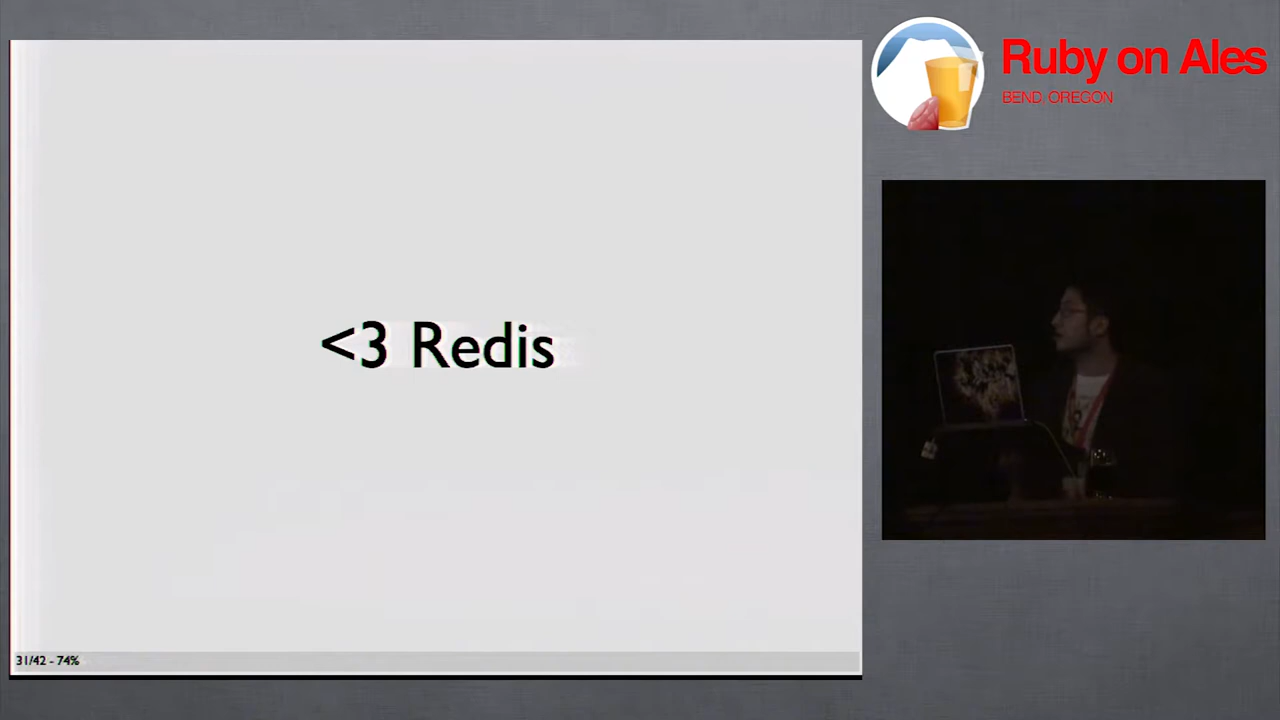 <3 Redis
31/42 - 74%
Ruby on Ales
BEND, OREGON